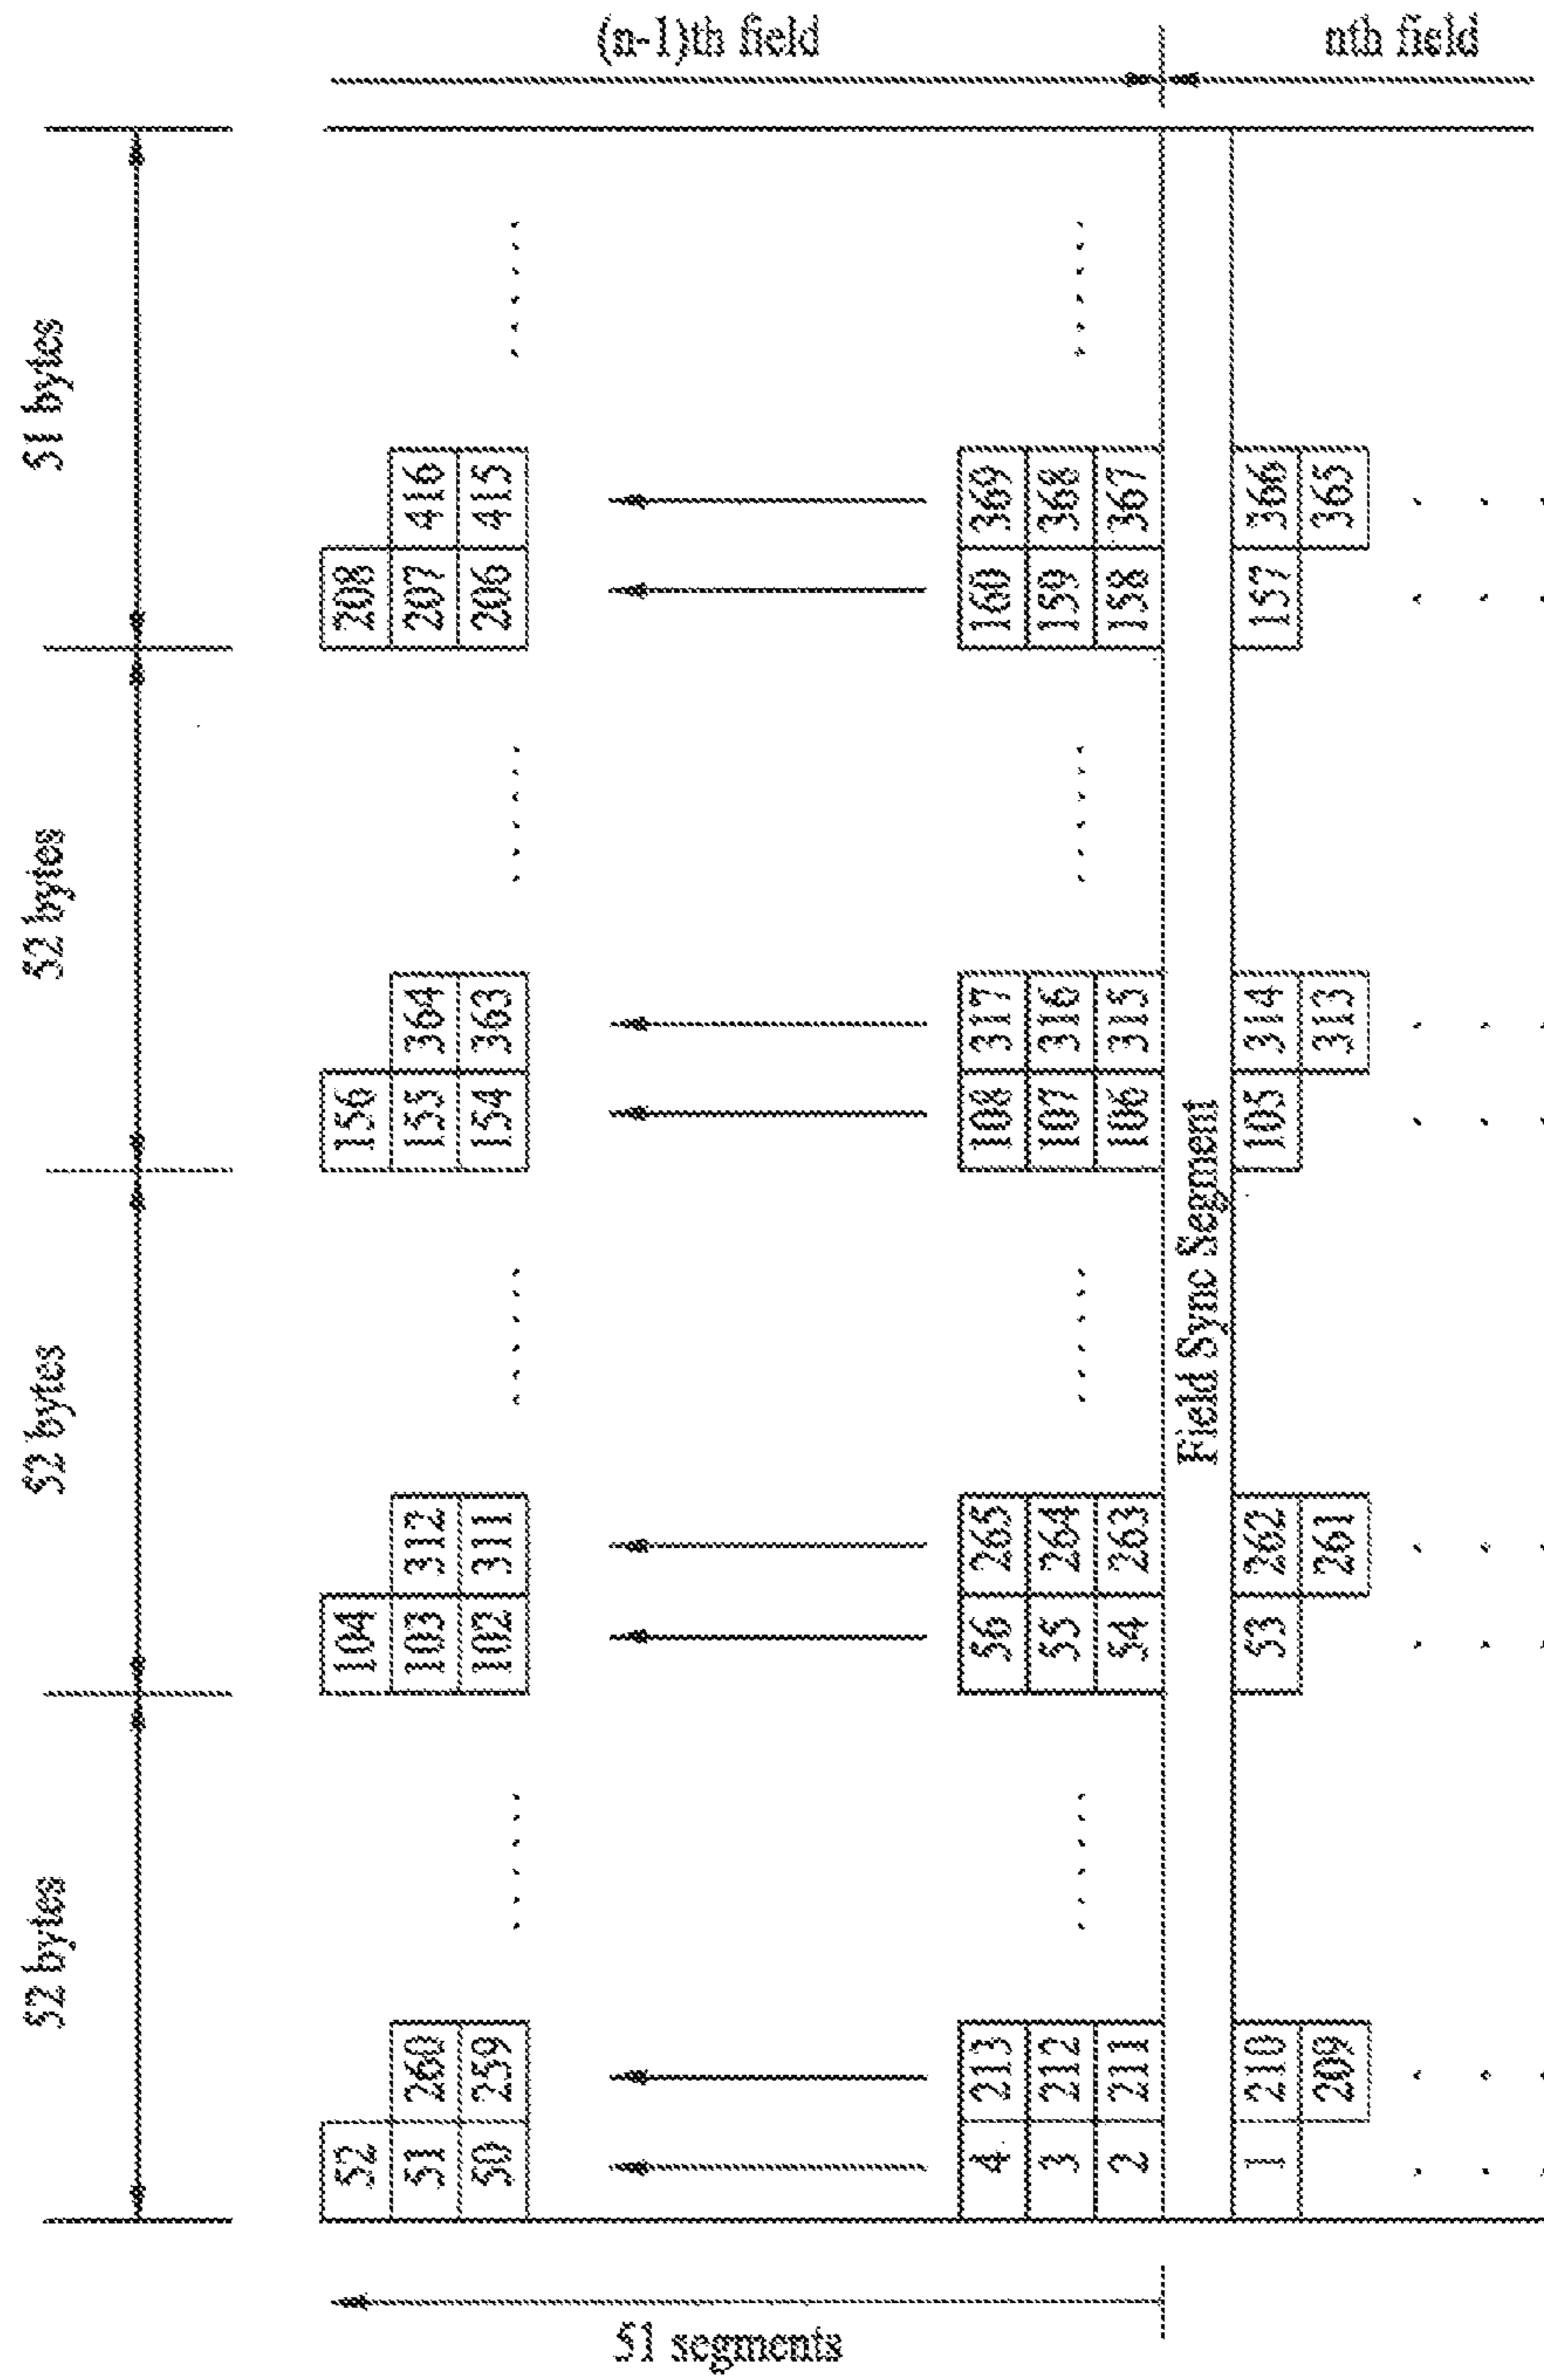 52 bytes 52 bytes 52 bytes 51 bytes
52 104 156 208
51 260 103 312 155 364 207 416
50 259 102 311 154 363 206 415
51 segments
(n-1)th field
4 213 56 265 108 317 160 369
3 212 55 264 107 316 159 368
2 211 54 263 106 315 158 367
Field Sync Segment
1 210 53 262 105 314 157 366
209 261 313 365
nth field